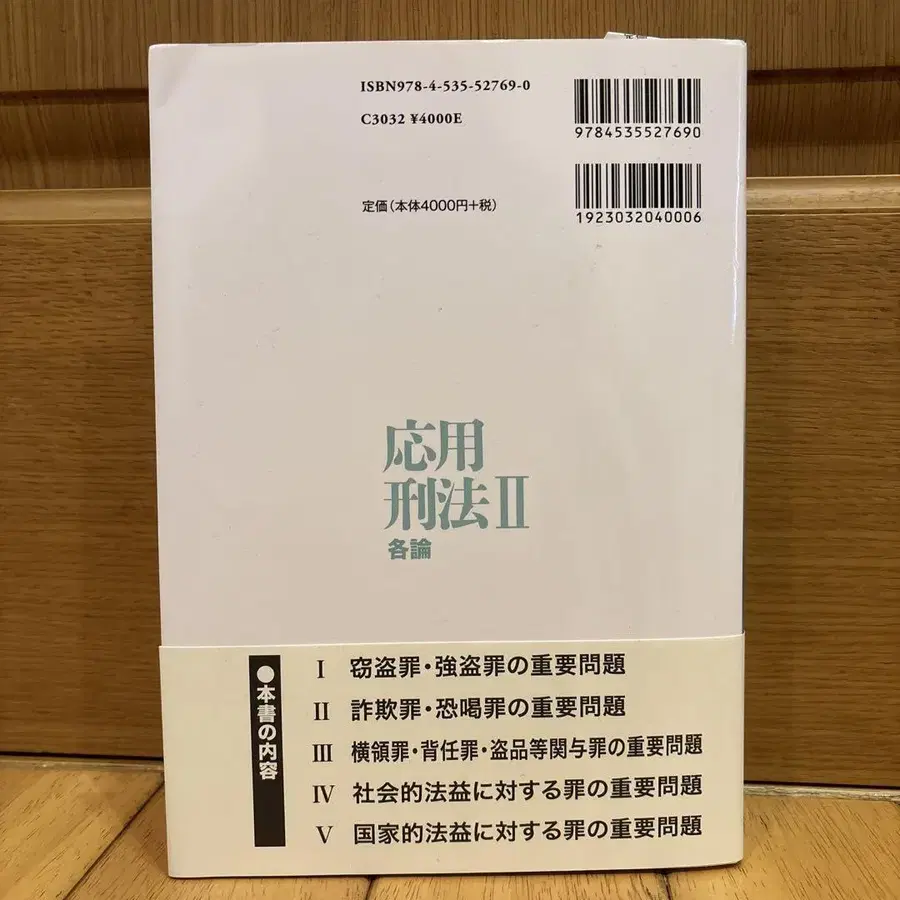 ISBN978-4-535-52769-0
C3032 ¥4000E
定価(本体4000円+税)
9784535527690
1923032040006
応用
刑法Ⅱ
各論
●本書の内容
Ⅰ 窃盗罪・強盗罪の重要問題
Ⅱ 詐欺罪・恐喝罪の重要問題
Ⅲ 横領罪・背任罪・盗品等関与罪の重要問題
Ⅳ 社会的法益に対する罪の重要問題
Ⅴ 国家的法益に対する罪の重要問題